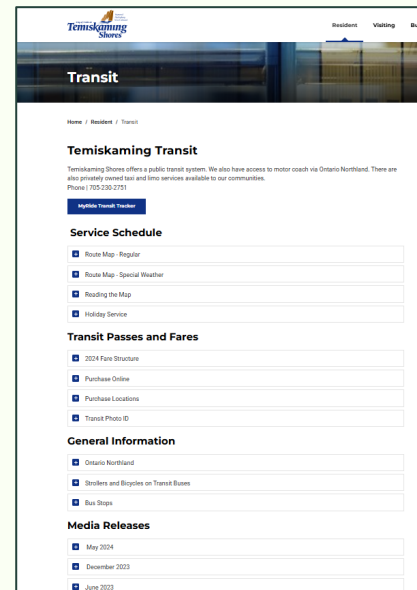 Temiskaming
Shores
Resident Visiting
Transit
Home / Resident / Transit
Temiskaming Transit
Temiskaming Shores offers a public transit system. We also have access to motor coach via Ontario Northland. There are
also privately owned taxi and limo services available to our communities.
Phone | 705-230-2751
MyRide Transit Tracker
Service Schedule
Route Map - Regular
Route Map - Special Weather
Reading the Map
Holiday Service
Transit Passes and Fares
2024 Fare Structure
Purchase Online
Purchase Locations
Transit Photo ID
General Information
Ontario Northland
Strollers and Bicycles on Transit Buses
Bus Stops
Media Releases
May 2024
December 2023
June 2023